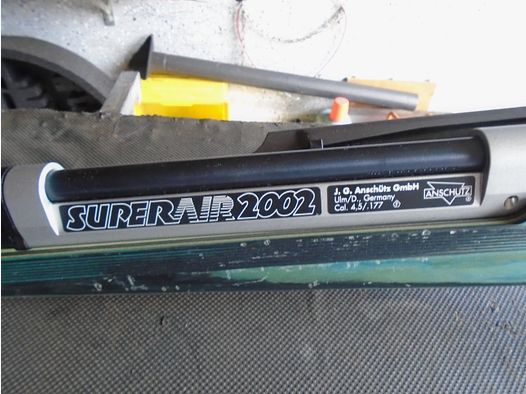 SUPERAIR 2002
J. G. Anschütz GmbH
Ulm/D., Germany
Cal. 4,5/.177 Ⓕ
ANSCHÜTZ ®